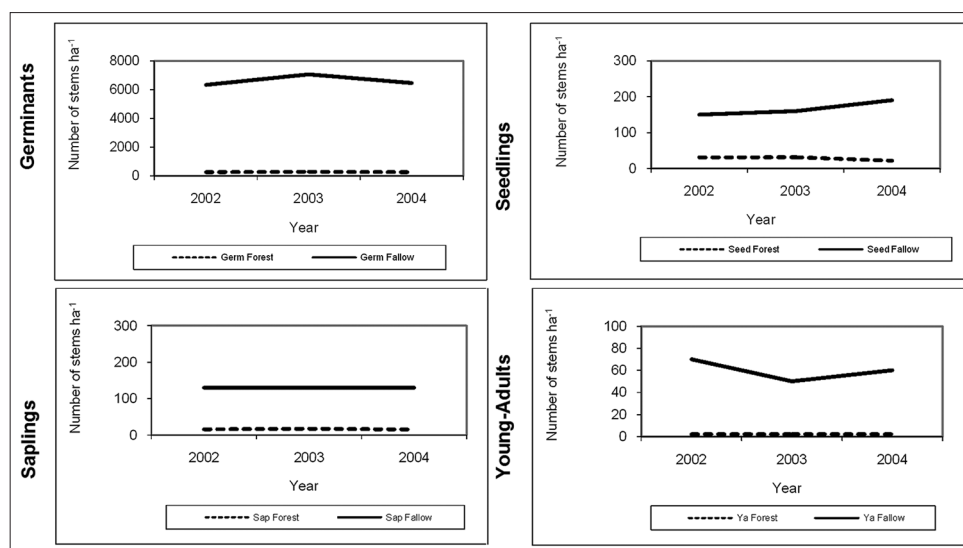 Germinants
Number of stems ha⁻¹
8000
6000
4000
2000
0
2002 2003 2004
Year
Germ Forest Germ Fallow
Seedlings
Number of stems ha⁻¹
300
200
100
0
2002 2003 2004
Year
Seed Forest Seed Fallow
Saplings
Number of stems ha⁻¹
300
200
100
0
2002 2003 2004
Year
Sap Forest Sap Fallow
Young-Adults
Number of stems ha⁻¹
100
80
60
40
20
0
2002 2003 2004
Year
Ya Forest Ya Fallow